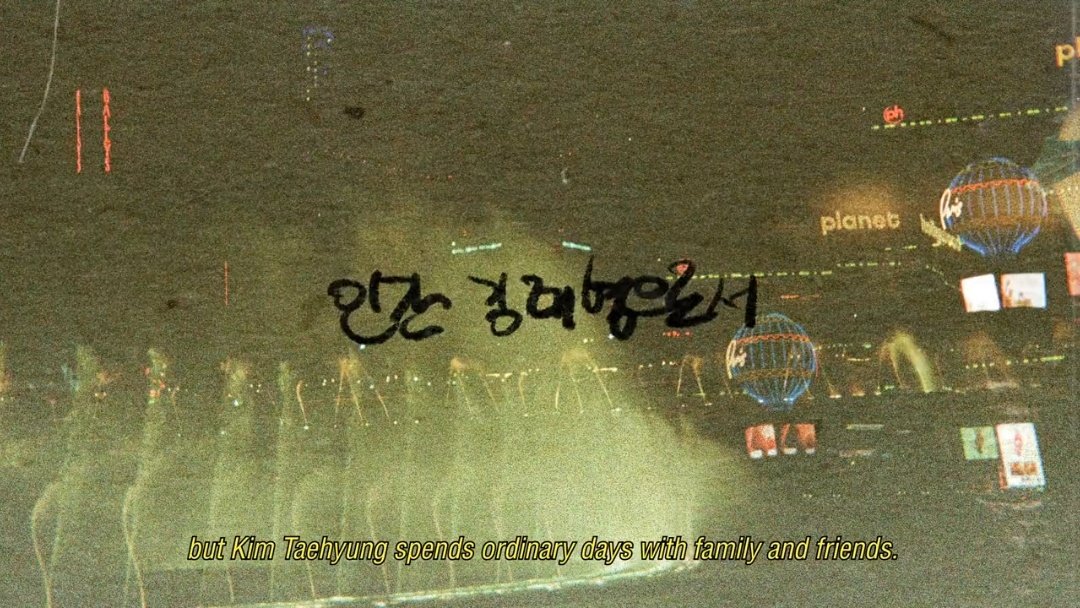 ph
planet
인간 김태형으로서
but Kim Taehyung spends ordinary days with family and friends.